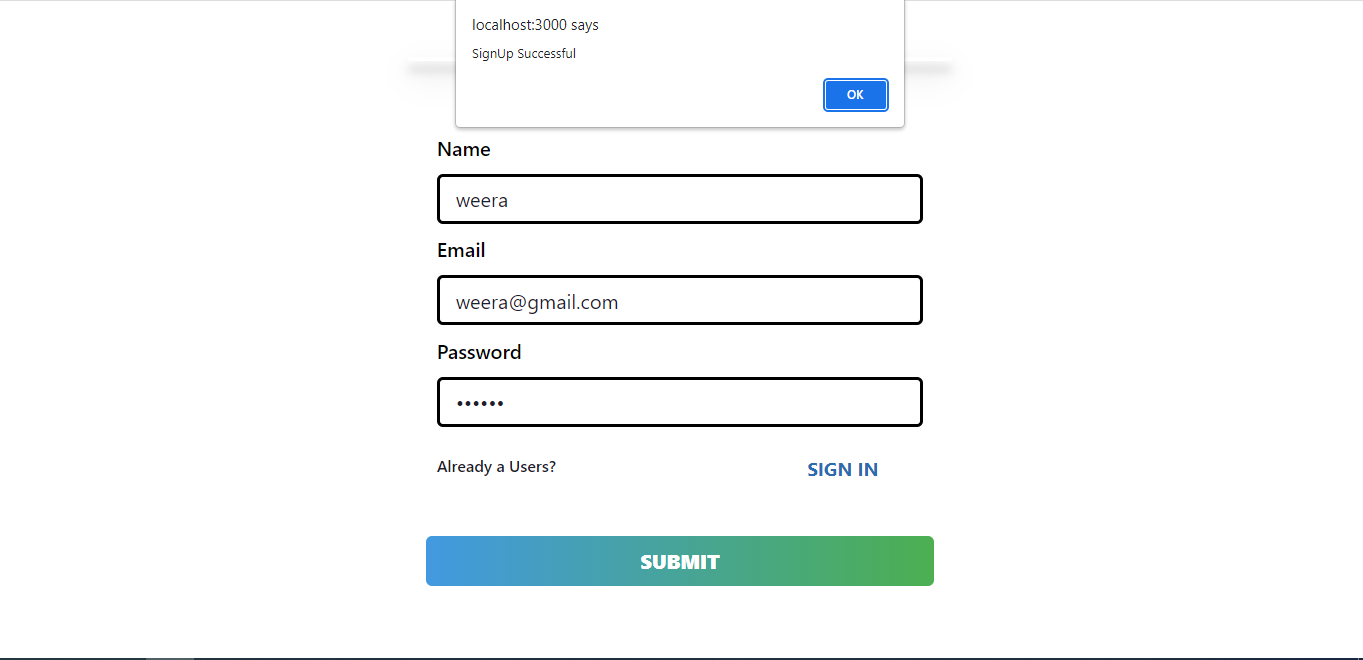 localhost:3000 says
SignUp Successful
OK
Name
weera
Email
weera@gmail.com
Password
••••••
Already a Users?
SIGN IN
SUBMIT